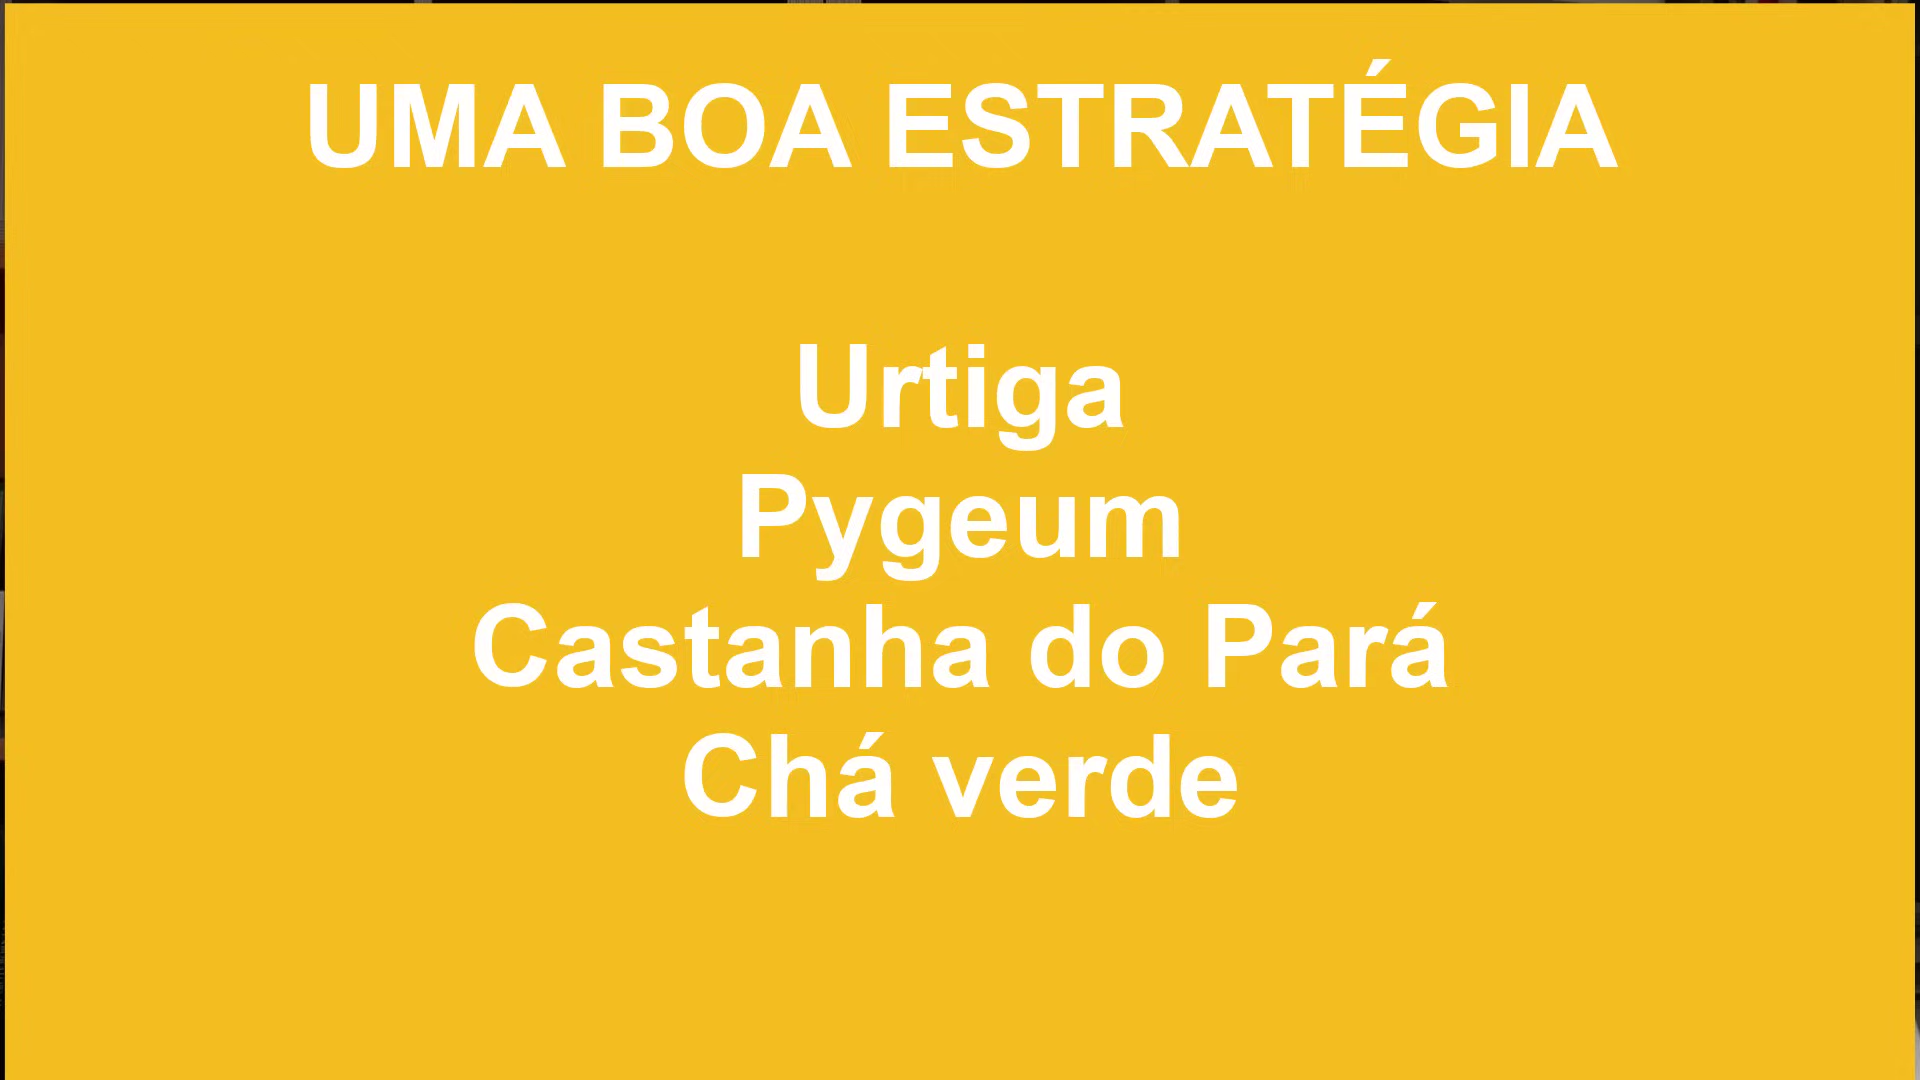 UMA BOA ESTRATÉGIA
Urtiga
Pygeum
Castanha do Pará
Chá verde